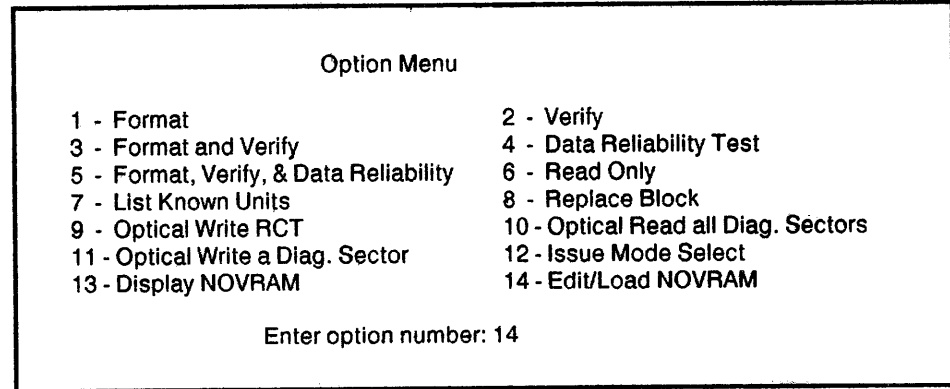 Option Menu
1 - Format 2 - Verify
3 - Format and Verify 4 - Data Reliability Test
5 - Format, Verify, & Data Reliability 6 - Read Only
7 - List Known Units 8 - Replace Block
9 - Optical Write RCT 10 - Optical Read all Diag. Sectors
11 - Optical Write a Diag. Sector 12 - Issue Mode Select
13 - Display NOVRAM 14 - Edit/Load NOVRAM
Enter option number: 14